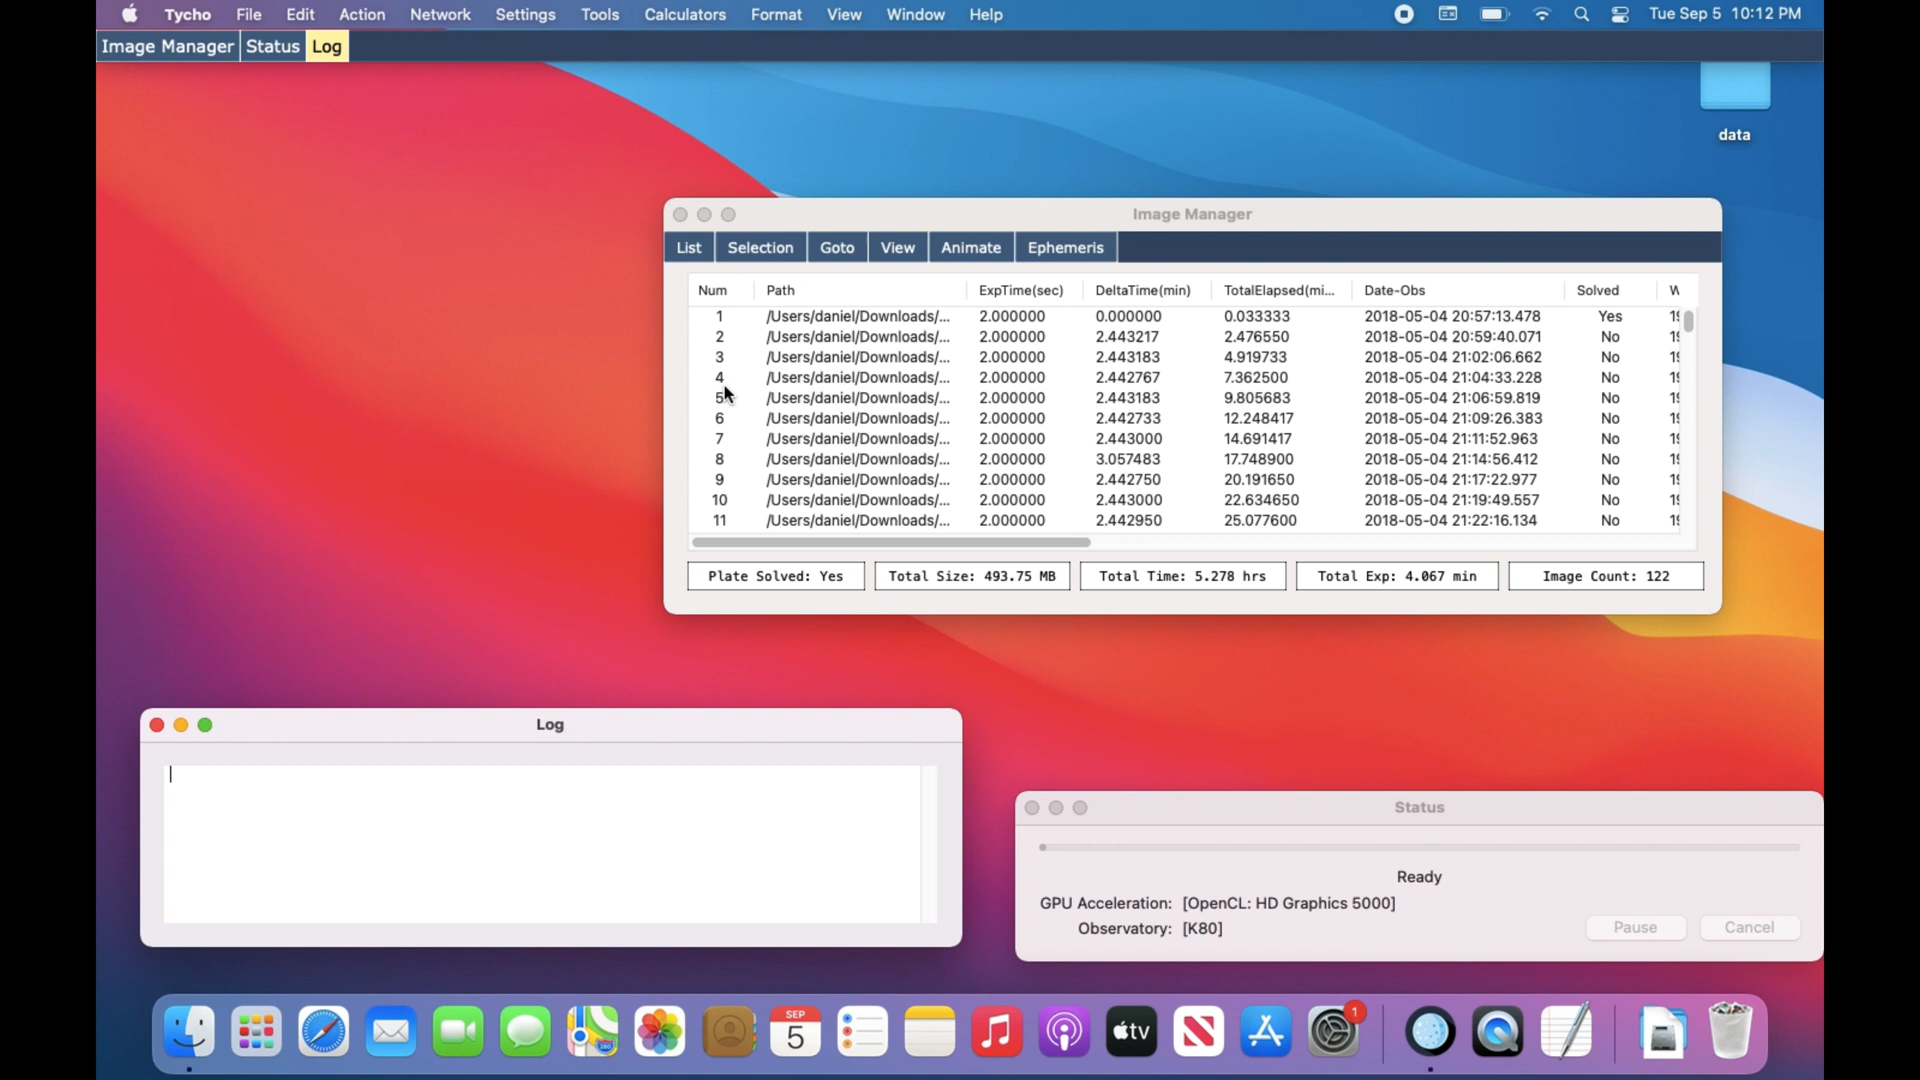 Tycho File Edit Action Network Settings Tools Calculators Format View Window Help Tue Sep 5 10:12 PM
Image Manager Status Log
data
Image Manager
List Selection Goto View Animate Ephemeris
Num Path ExpTime(sec) DeltaTime(min) TotalElapsed(mi... Date-Obs Solved
1 /Users/daniel/Downloads/... 2.000000 0.000000 0.033333 2018-05-04 20:57:13.478 Yes
2 /Users/daniel/Downloads/... 2.000000 2.443217 2.476550 2018-05-04 20:59:40.071 No
3 /Users/daniel/Downloads/... 2.000000 2.443183 4.919733 2018-05-04 21:02:06.662 No
4 /Users/daniel/Downloads/... 2.000000 2.442767 7.362500 2018-05-04 21:04:33.228 No
5 /Users/daniel/Downloads/... 2.000000 2.443183 9.805683 2018-05-04 21:06:59.819 No
6 /Users/daniel/Downloads/... 2.000000 2.442733 12.248417 2018-05-04 21:09:26.383 No
7 /Users/daniel/Downloads/... 2.000000 2.443000 14.691417 2018-05-04 21:11:52.963 No
8 /Users/daniel/Downloads/... 2.000000 3.057483 17.748900 2018-05-04 21:14:56.412 No
9 /Users/daniel/Downloads/... 2.000000 2.442750 20.191650 2018-05-04 21:17:22.977 No
10 /Users/daniel/Downloads/... 2.000000 2.443000 22.634650 2018-05-04 21:19:49.557 No
11 /Users/daniel/Downloads/... 2.000000 2.442950 25.077600 2018-05-04 21:22:16.134 No
Plate Solved: Yes Total Size: 493.75 MB Total Time: 5.278 hrs Total Exp: 4.067 min Image Count: 122
Log
Status
Ready
GPU Acceleration: [OpenCL: HD Graphics 5000]
Observatory: [K80]
Pause Cancel
SEP
5
tv
1